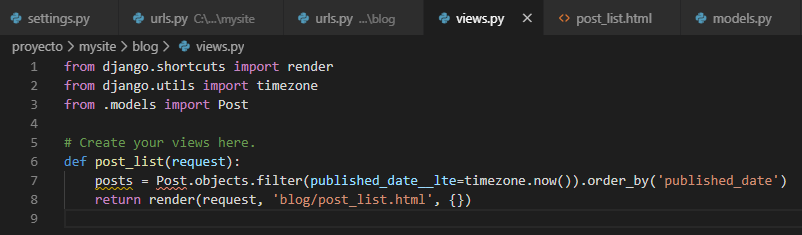 settings.py urls.py C:\...\mysite urls.py ...\blog views.py × <> post_list.html models.py
proyecto > mysite > blog > views.py
1 from django.shortcuts import render
2 from django.utils import timezone
3 from .models import Post
4
5 # Create your views here.
6 def post_list(request):
7 posts = Post.objects.filter(published_date__lte=timezone.now()).order_by('published_date')
8 return render(request, 'blog/post_list.html', {})
9